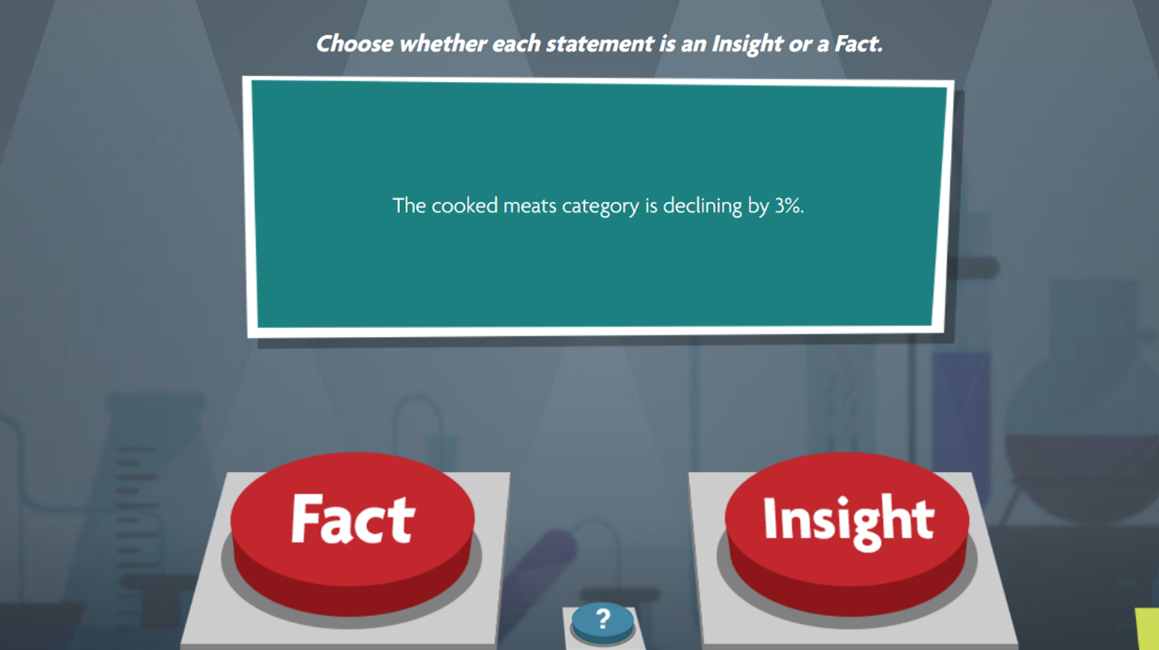 Choose whether each statement is an Insight or a Fact.
The cooked meats category is declining by 3%.
Fact
Insight
?